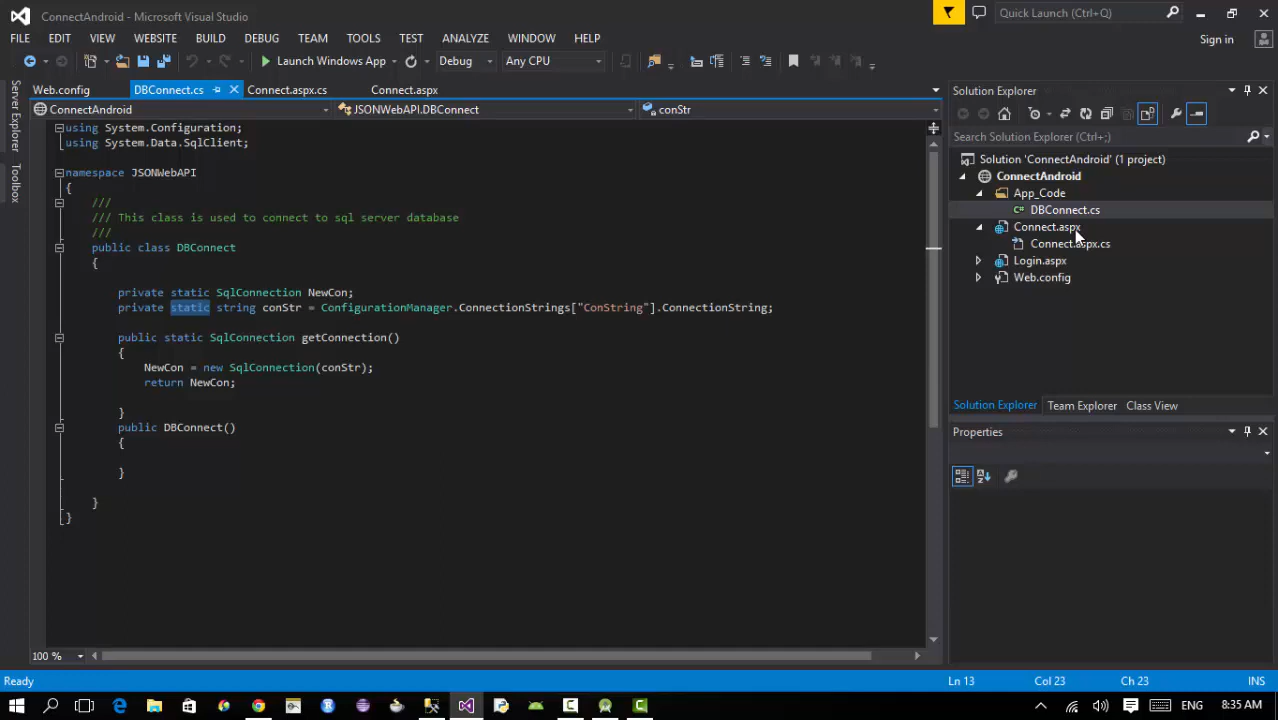 ConnectAndroid - Microsoft Visual Studio
Quick Launch (Ctrl+Q)
FILE EDIT VIEW WEBSITE BUILD DEBUG TEAM TOOLS TEST ANALYZE WINDOW HELP
Sign in
Launch Windows App Debug Any CPU
Server Explorer
Toolbox
Web.config DBConnect.cs Connect.aspx.cs Connect.aspx
ConnectAndroid JSONWebAPI.DBConnect conStr
using System.Configuration;
using System.Data.SqlClient;
namespace JSONWebAPI
{
///
/// This class is used to connect to sql server database
///
public class DBConnect
{
private static SqlConnection NewCon;
private static string conStr = ConfigurationManager.ConnectionStrings["ConString"].ConnectionString;
public static SqlConnection getConnection()
{
NewCon = new SqlConnection(conStr);
return NewCon;
}
public DBConnect()
{
}
}
}
100 %
Solution Explorer
Search Solution Explorer (Ctrl+;)
Solution 'ConnectAndroid' (1 project)
ConnectAndroid
App_Code
C# DBConnect.cs
Connect.aspx
Connect.aspx.cs
Login.aspx
Web.config
Solution Explorer Team Explorer Class View
Properties
Ready Ln 13 Col 23 Ch 23 INS
ENG 8:35 AM